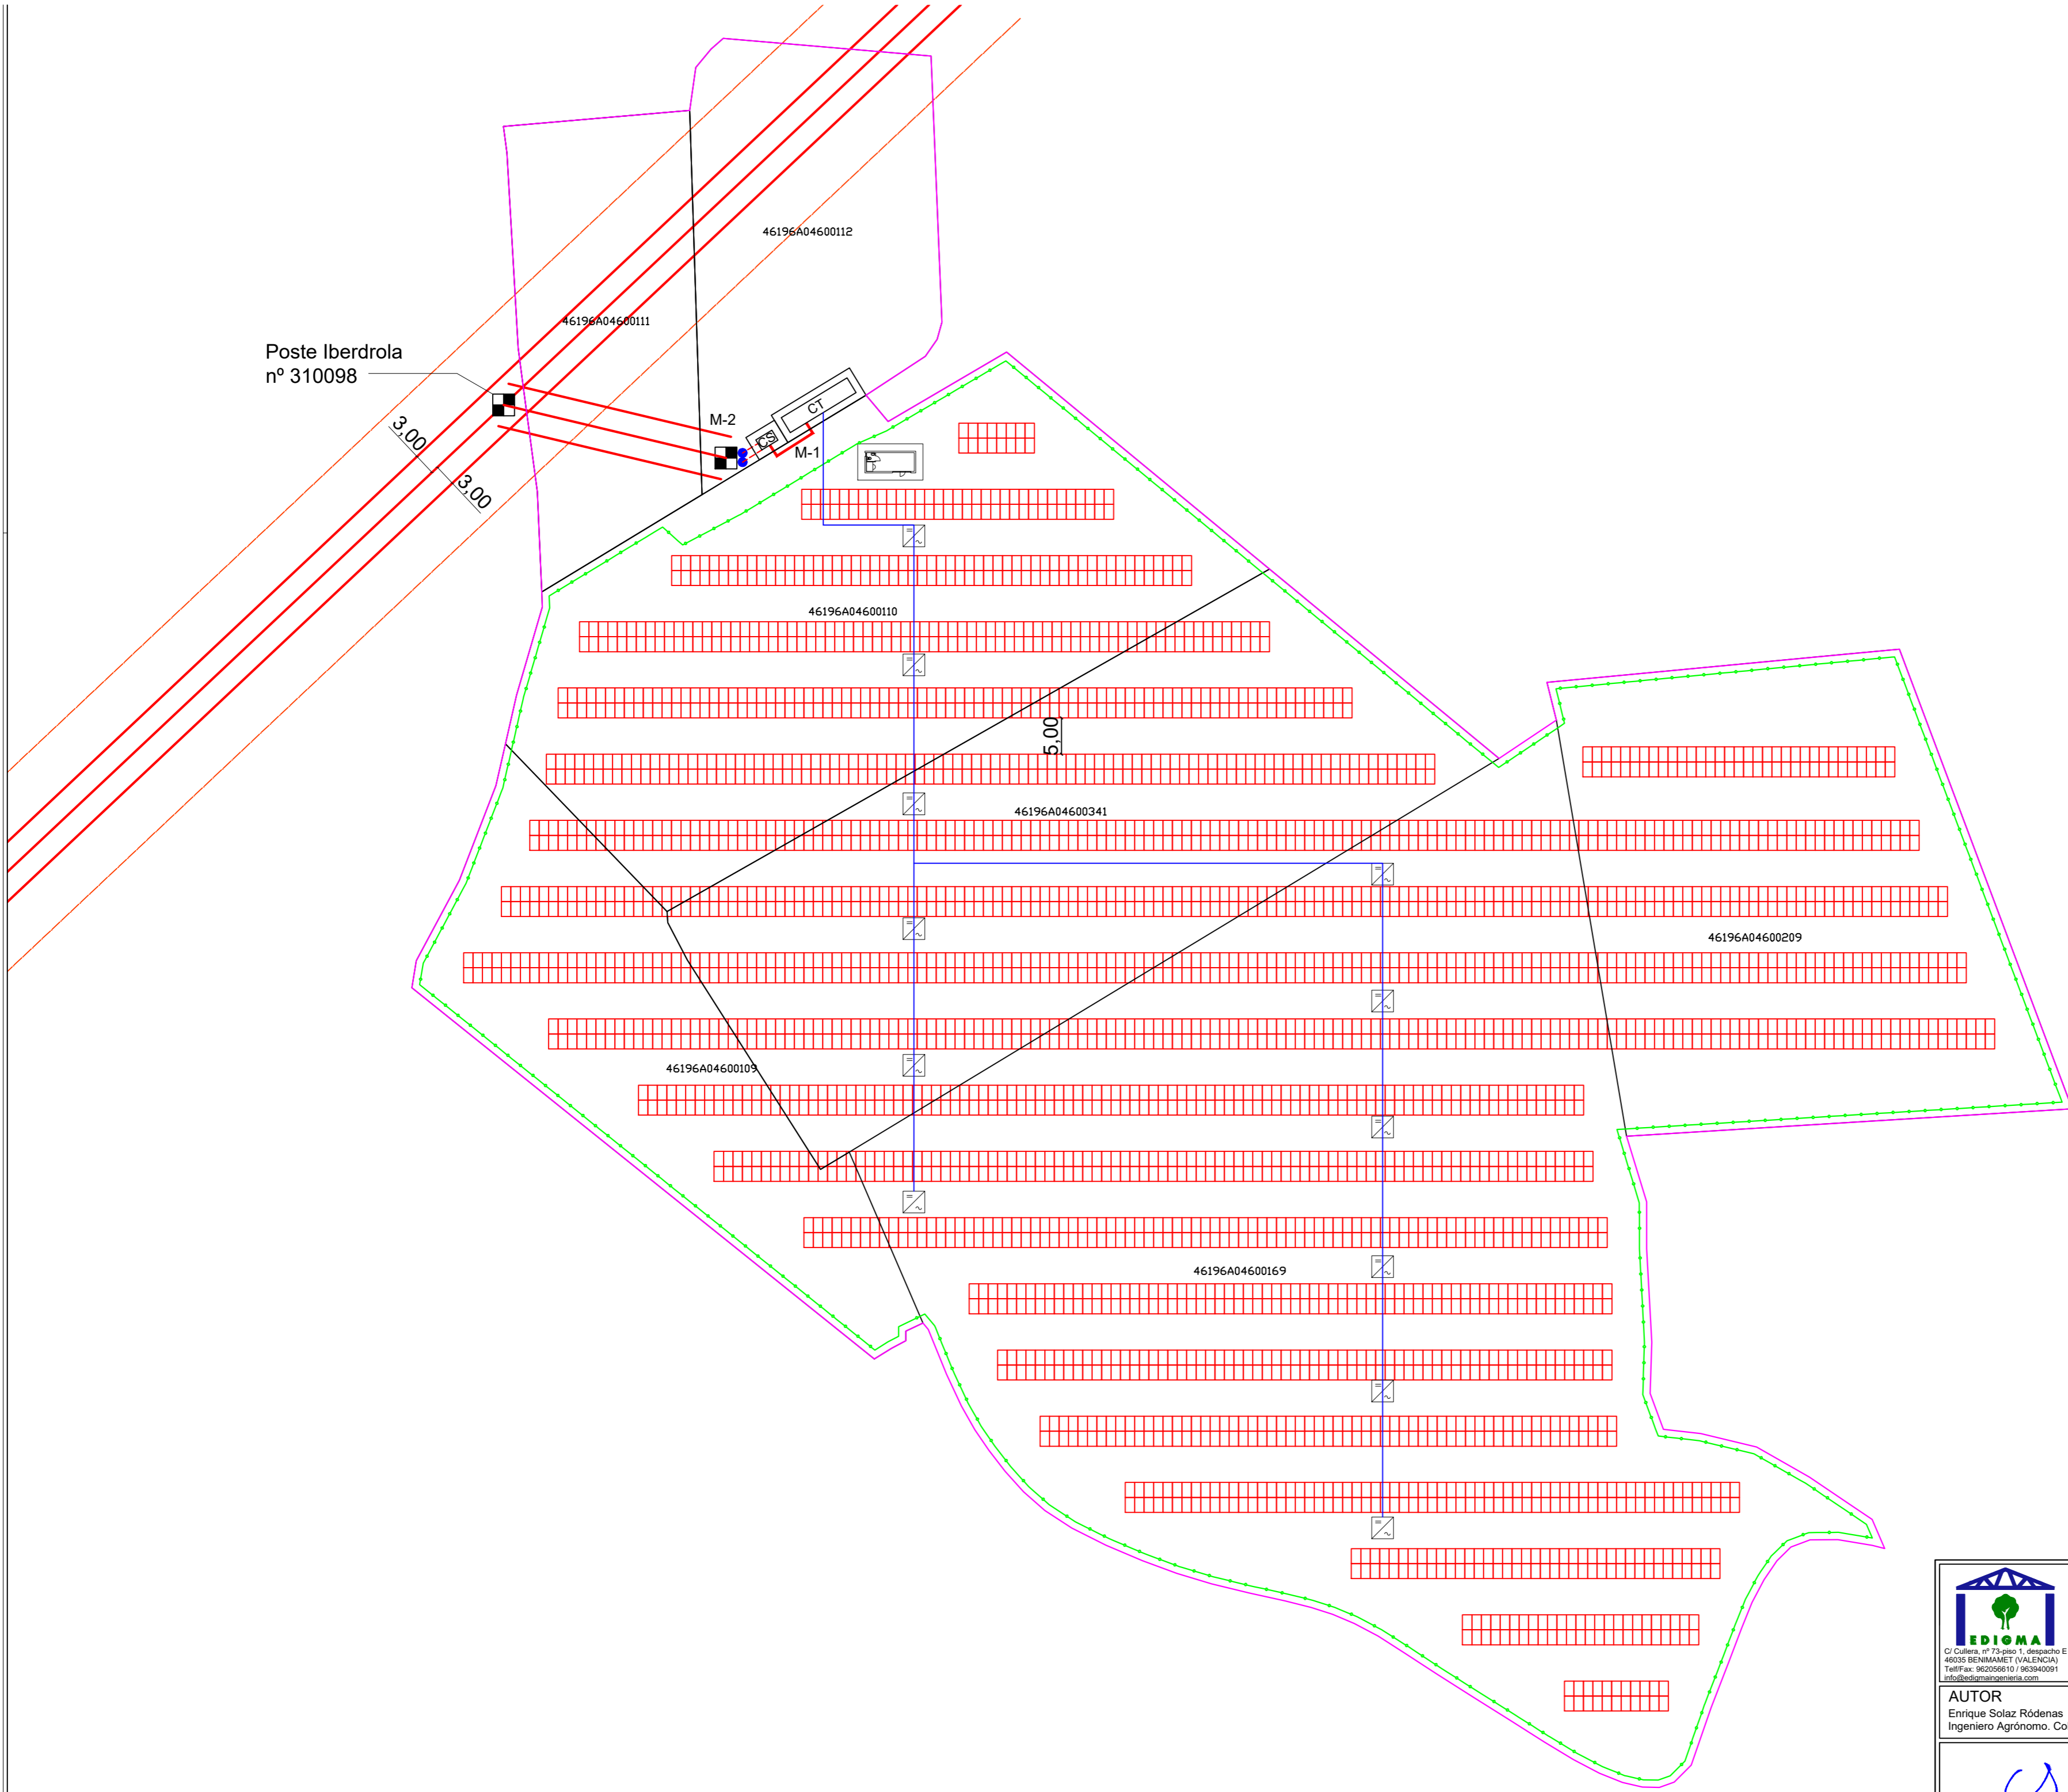 46196A04600112
46196A04600111
Poste Iberdrola
nº 310098
M-2
CT
CS
M-1
3,00
3,00
46196A04600110
5,00
46196A04600341
46196A04600209
46196A04600109
46196A04600169
EDIGMA
C/ Cullera, nº 73-piso 1, despacho E
46035 BENIMAMET (VALENCIA)
Telf/Fax: 962056610 / 963940091
info@edigmaingenieria.com
AUTOR
Enrique Solaz Ródenas
Ingeniero Agrónomo.